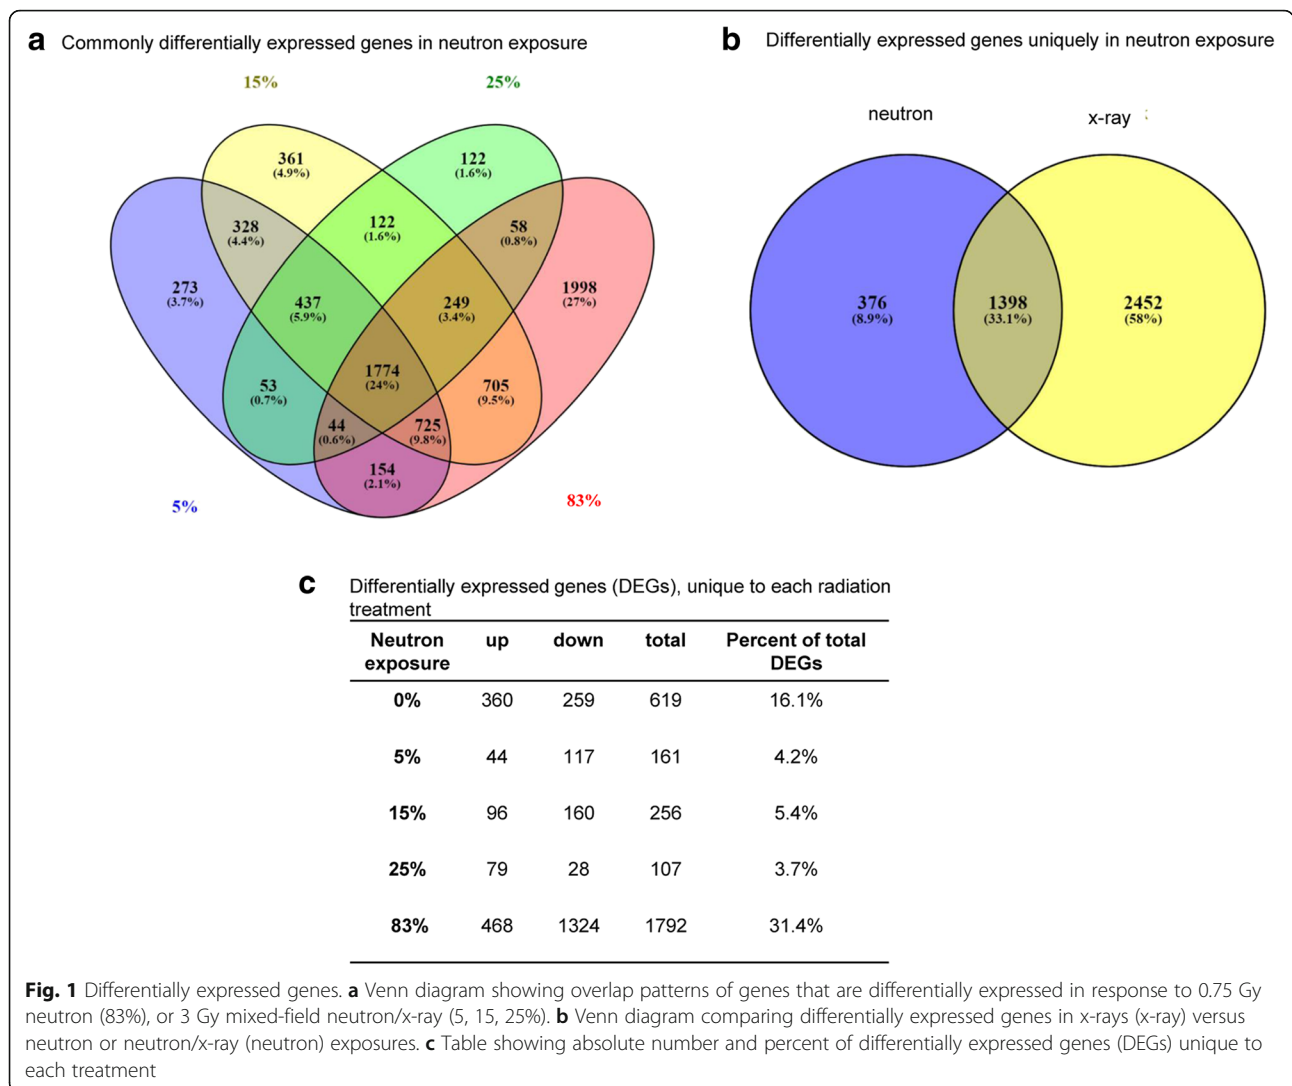 a Commonly differentially expressed genes in neutron exposure
15%
25%
361
(4.9%)
122
(1.6%)
328
(4.4%)
122
(1.6%)
58
(0.8%)
273
(3.7%)
437
(5.9%)
249
(3.4%)
1998
(27%)
53
(0.7%)
1774
(24%)
705
(9.5%)
44
(0.6%)
725
(9.8%)
154
(2.1%)
5%
83%
b Differentially expressed genes uniquely in neutron exposure
neutron
x-ray
376
(8.9%)
1398
(33.1%)
2452
(58%)
c Differentially expressed genes (DEGs), unique to each radiation
treatment
Neutron exposure up down total Percent of total DEGs
0% 360 259 619 16.1%
5% 44 117 161 4.2%
15% 96 160 256 5.4%
25% 79 28 107 3.7%
83% 468 1324 1792 31.4%
Fig. 1 Differentially expressed genes. a Venn diagram showing overlap patterns of genes that are differentially expressed in response to 0.75 Gy
neutron (83%), or 3 Gy mixed-field neutron/x-ray (5, 15, 25%). b Venn diagram comparing differentially expressed genes in x-rays (x-ray) versus
neutron or neutron/x-ray (neutron) exposures. c Table showing absolute number and percent of differentially expressed genes (DEGs) unique to
each treatment